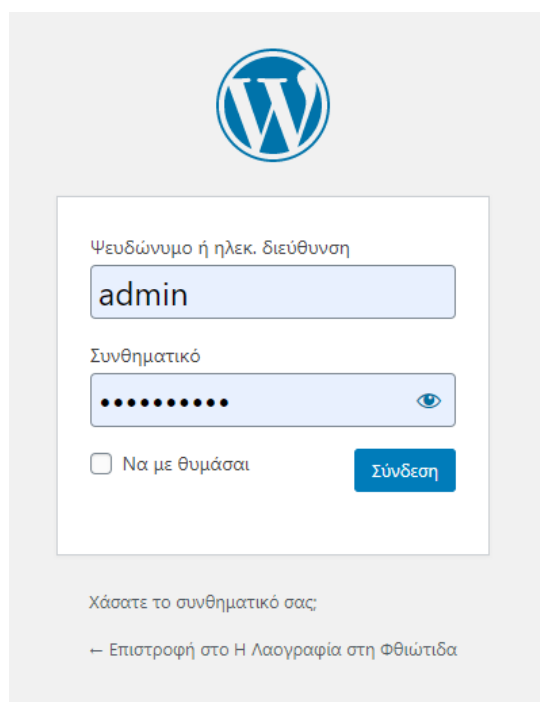 Ψευδώνυμο ή ηλεκ. διεύθυνση
admin
Συνθηματικό
••••••••••
Να με θυμάσαι
Σύνδεση
Χάσατε το συνθηματικό σας;
← Επιστροφή στο Η Λαογραφία στη Φθιώτιδα